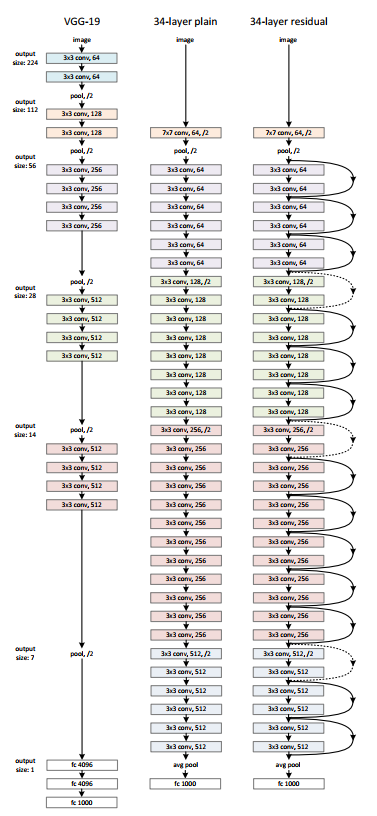 output
size: 224
output
size: 112
output
size: 56
output
size: 28
output
size: 14
output
size: 7
output
size: 1
VGG-19
image
3x3 conv, 64
3x3 conv, 64
pool, /2
3x3 conv, 128
3x3 conv, 128
pool, /2
3x3 conv, 256
3x3 conv, 256
3x3 conv, 256
3x3 conv, 256
pool, /2
3x3 conv, 512
3x3 conv, 512
3x3 conv, 512
3x3 conv, 512
pool, /2
3x3 conv, 512
3x3 conv, 512
3x3 conv, 512
3x3 conv, 512
pool, /2
fc 4096
fc 4096
fc 1000
34-layer plain
image
7x7 conv, 64, /2
pool, /2
3x3 conv, 64
3x3 conv, 64
3x3 conv, 64
3x3 conv, 64
3x3 conv, 64
3x3 conv, 64
3x3 conv, 128, /2
3x3 conv, 128
3x3 conv, 128
3x3 conv, 128
3x3 conv, 128
3x3 conv, 128
3x3 conv, 128
3x3 conv, 128
3x3 conv, 256, /2
3x3 conv, 256
3x3 conv, 256
3x3 conv, 256
3x3 conv, 256
3x3 conv, 256
3x3 conv, 256
3x3 conv, 256
3x3 conv, 256
3x3 conv, 256
3x3 conv, 256
3x3 conv, 256
3x3 conv, 512, /2
3x3 conv, 512
3x3 conv, 512
3x3 conv, 512
3x3 conv, 512
3x3 conv, 512
avg pool
fc 1000
34-layer residual
image
7x7 conv, 64, /2
pool, /2
3x3 conv, 64
3x3 conv, 64
3x3 conv, 64
3x3 conv, 64
3x3 conv, 64
3x3 conv, 64
3x3 conv, 128, /2
3x3 conv, 128
3x3 conv, 128
3x3 conv, 128
3x3 conv, 128
3x3 conv, 128
3x3 conv, 128
3x3 conv, 128
3x3 conv, 256, /2
3x3 conv, 256
3x3 conv, 256
3x3 conv, 256
3x3 conv, 256
3x3 conv, 256
3x3 conv, 256
3x3 conv, 256
3x3 conv, 256
3x3 conv, 256
3x3 conv, 256
3x3 conv, 256
3x3 conv, 512, /2
3x3 conv, 512
3x3 conv, 512
3x3 conv, 512
3x3 conv, 512
3x3 conv, 512
avg pool
fc 1000